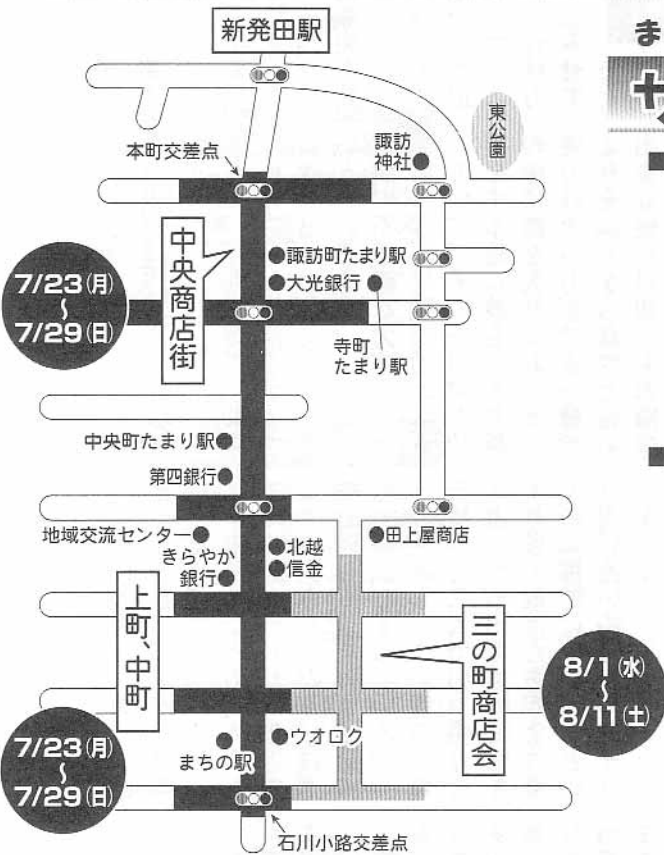 新発田駅
ま
東公園
諏訪
神社
本町交差点
中央商店街
諏訪町たまり駅
大光銀行
7/23(月)
〜
7/29(日)
寺町
たまり駅
中央町たまり駅
第四銀行
地域交流センター
きらやか
銀行
北越
信金
田上屋商店
上町、中町
三の町商店会
8/1(水)
〜
8/11(土)
7/23(月)
〜
7/29(日)
まちの駅
ウオロク
石川小路交差点